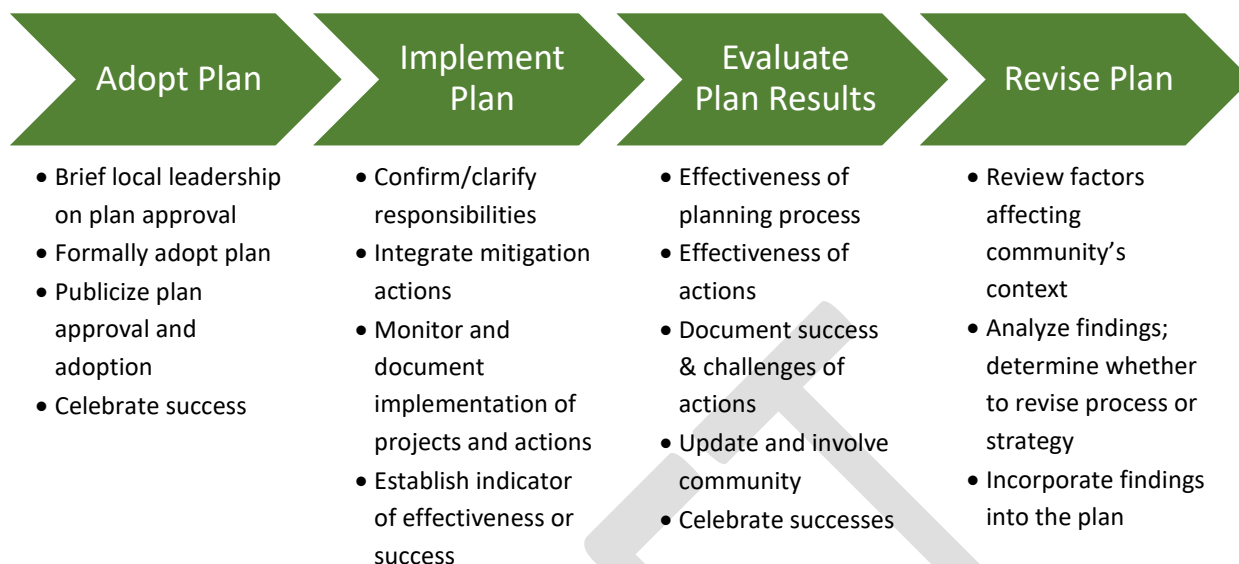 Adopt Plan
• Brief local leadership
on plan approval
• Formally adopt plan
• Publicize plan
approval and
adoption
• Celebrate success
Implement
Plan
• Confirm/clarify
responsibilities
• Integrate mitigation
actions
• Monitor and
document
implementation of
projects and actions
• Establish indicator
of effectiveness or
success
Evaluate
Plan Results
• Effectiveness of
planning process
• Effectiveness of
actions
• Document success
& challenges of
actions
• Update and involve
community
• Celebrate successes
Revise Plan
• Review factors
affecting
community’s
context
• Analyze findings;
determine whether
to revise process or
strategy
• Incorporate findings
into the plan